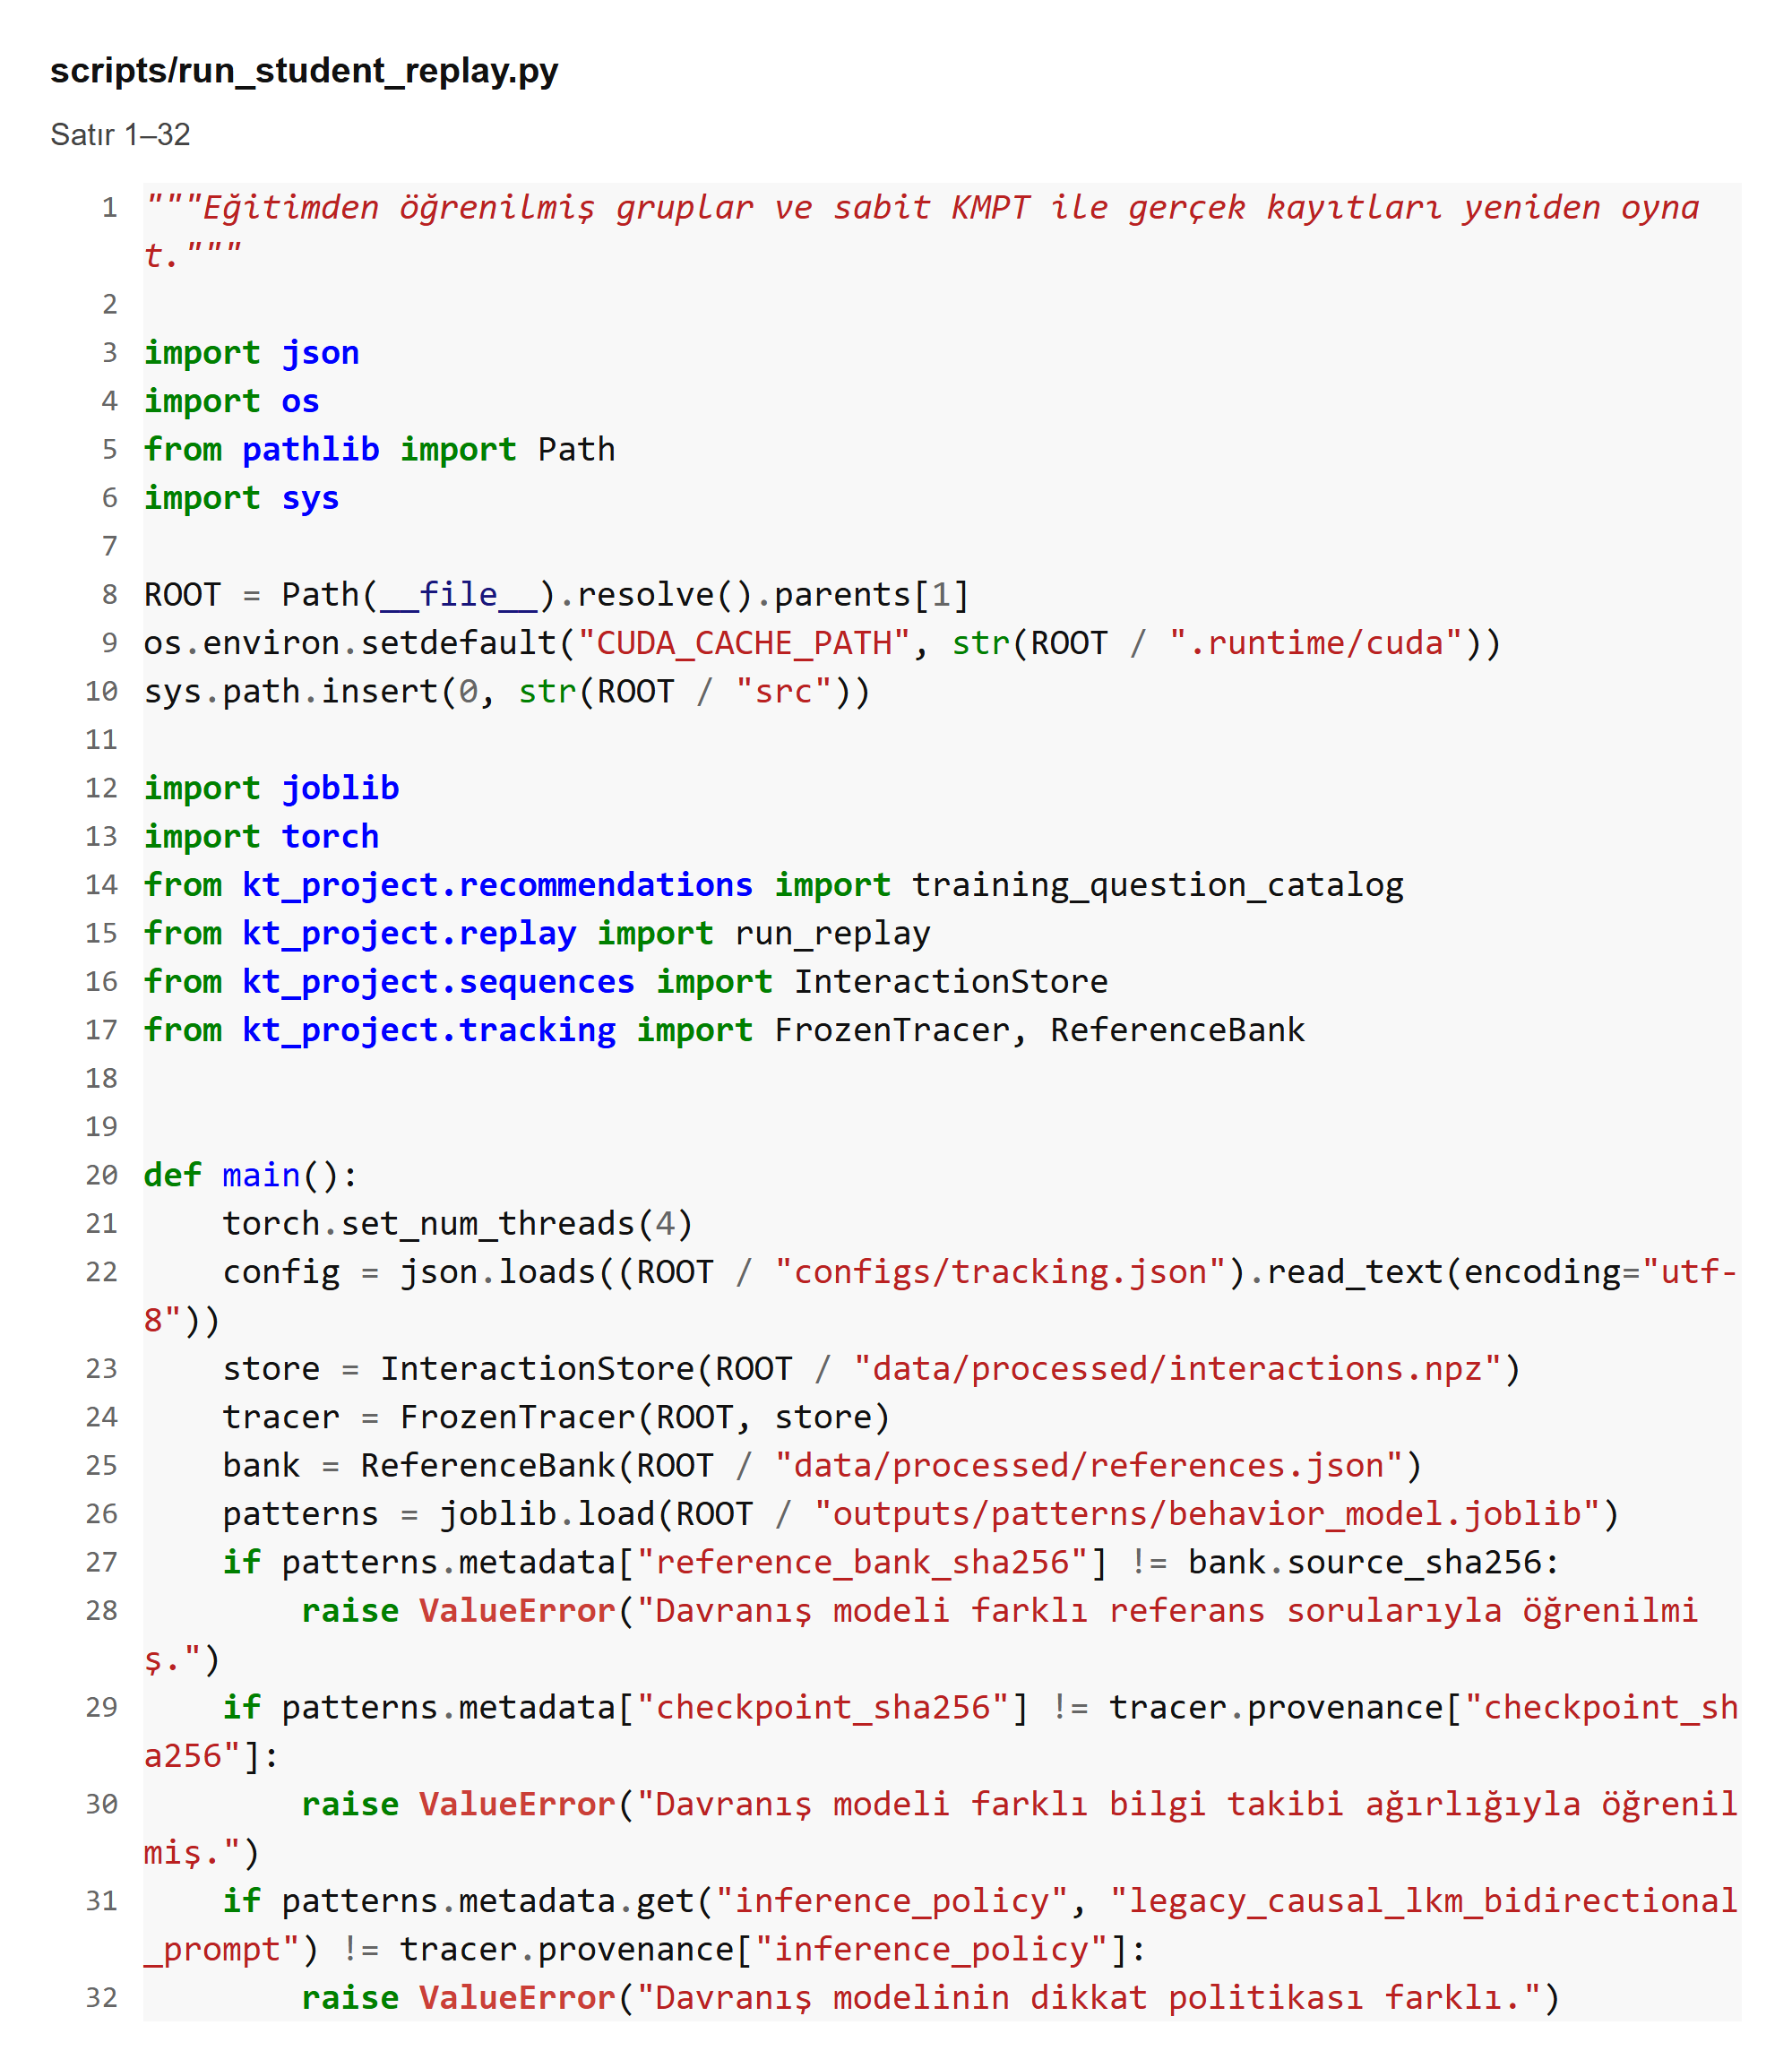 scripts/run_student_replay.py
Satır 1–32
1 """Eğitimden öğrenilmiş gruplar ve sabit KMPT ile gerçek kayıtları yeniden oyna
t."""
2
3 import json
4 import os
5 from pathlib import Path
6 import sys
7
8 ROOT = Path(__file__).resolve().parents[1]
9 os.environ.setdefault("CUDA_CACHE_PATH", str(ROOT / ".runtime/cuda"))
10 sys.path.insert(0, str(ROOT / "src"))
11
12 import joblib
13 import torch
14 from kt_project.recommendations import training_question_catalog
15 from kt_project.replay import run_replay
16 from kt_project.sequences import InteractionStore
17 from kt_project.tracking import FrozenTracer, ReferenceBank
18
19
20 def main():
21     torch.set_num_threads(4)
22     config = json.loads((ROOT / "configs/tracking.json").read_text(encoding="utf-
8"))
23     store = InteractionStore(ROOT / "data/processed/interactions.npz")
24     tracer = FrozenTracer(ROOT, store)
25     bank = ReferenceBank(ROOT / "data/processed/references.json")
26     patterns = joblib.load(ROOT / "outputs/patterns/behavior_model.joblib")
27     if patterns.metadata["reference_bank_sha256"] != bank.source_sha256:
28         raise ValueError("Davranış modeli farklı referans sorularıyla öğrenilmi
ş.")
29     if patterns.metadata["checkpoint_sha256"] != tracer.provenance["checkpoint_sh
a256"]:
30         raise ValueError("Davranış modeli farklı bilgi takibi ağırlığıyla öğrenil
miş.")
31     if patterns.metadata.get("inference_policy", "legacy_causal_lkm_bidirectional
_prompt") != tracer.provenance["inference_policy"]:
32         raise ValueError("Davranış modelinin dikkat politikası farklı.")